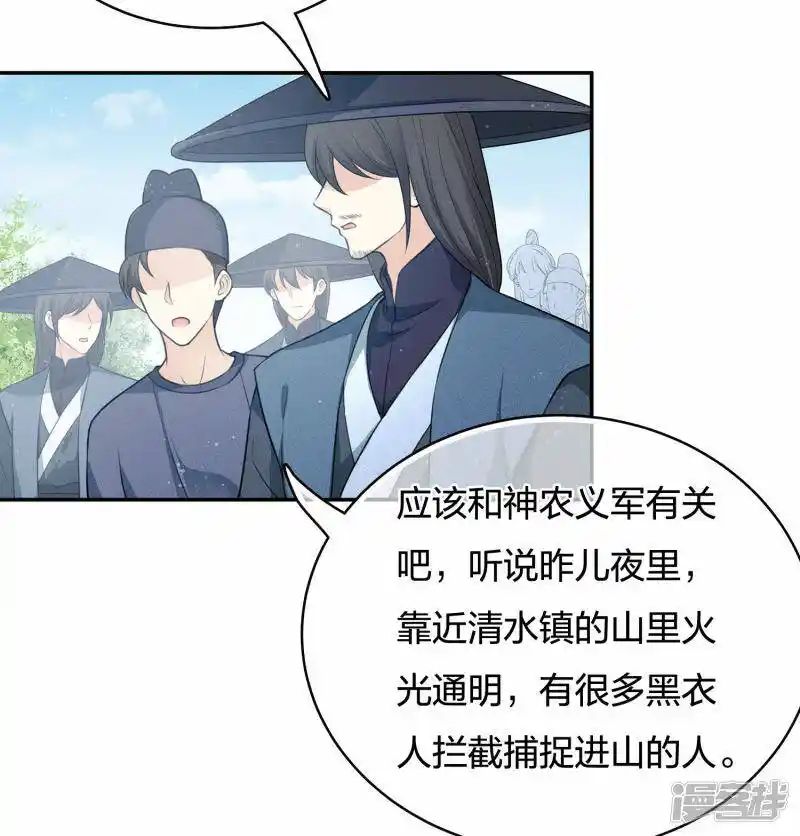 应该和神农义军有关
吧，听说昨儿夜里，
靠近清水镇的山里火
光通明，有很多黑衣
人拦截捕捉进山的人。
漫客栈